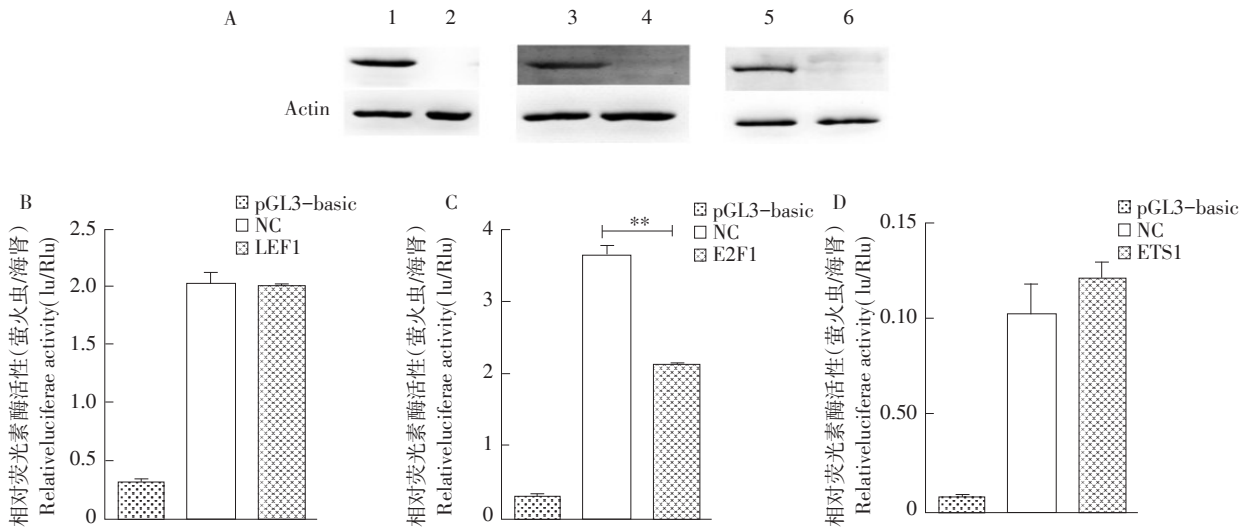 A 1 2 3 4 5 6
Actin
B
pGL3-basic
NC
LEF1
相对荧光素酶活性(萤火虫/海肾)
Relativeluciferae activity(lu/Rlu)
2.5
2.0
1.5
1.0
0.5
0
C
pGL3-basic
NC
E2F1
**
相对荧光素酶活性(萤火虫/海肾)
Relativeluciferae activity(lu/Rlu)
4
3
2
1
0
D
pGL3-basic
NC
ETS1
相对荧光素酶活性(萤火虫/海肾)
Relativeluciferae activity(lu/Rlu)
0.15
0.10
0.50
0